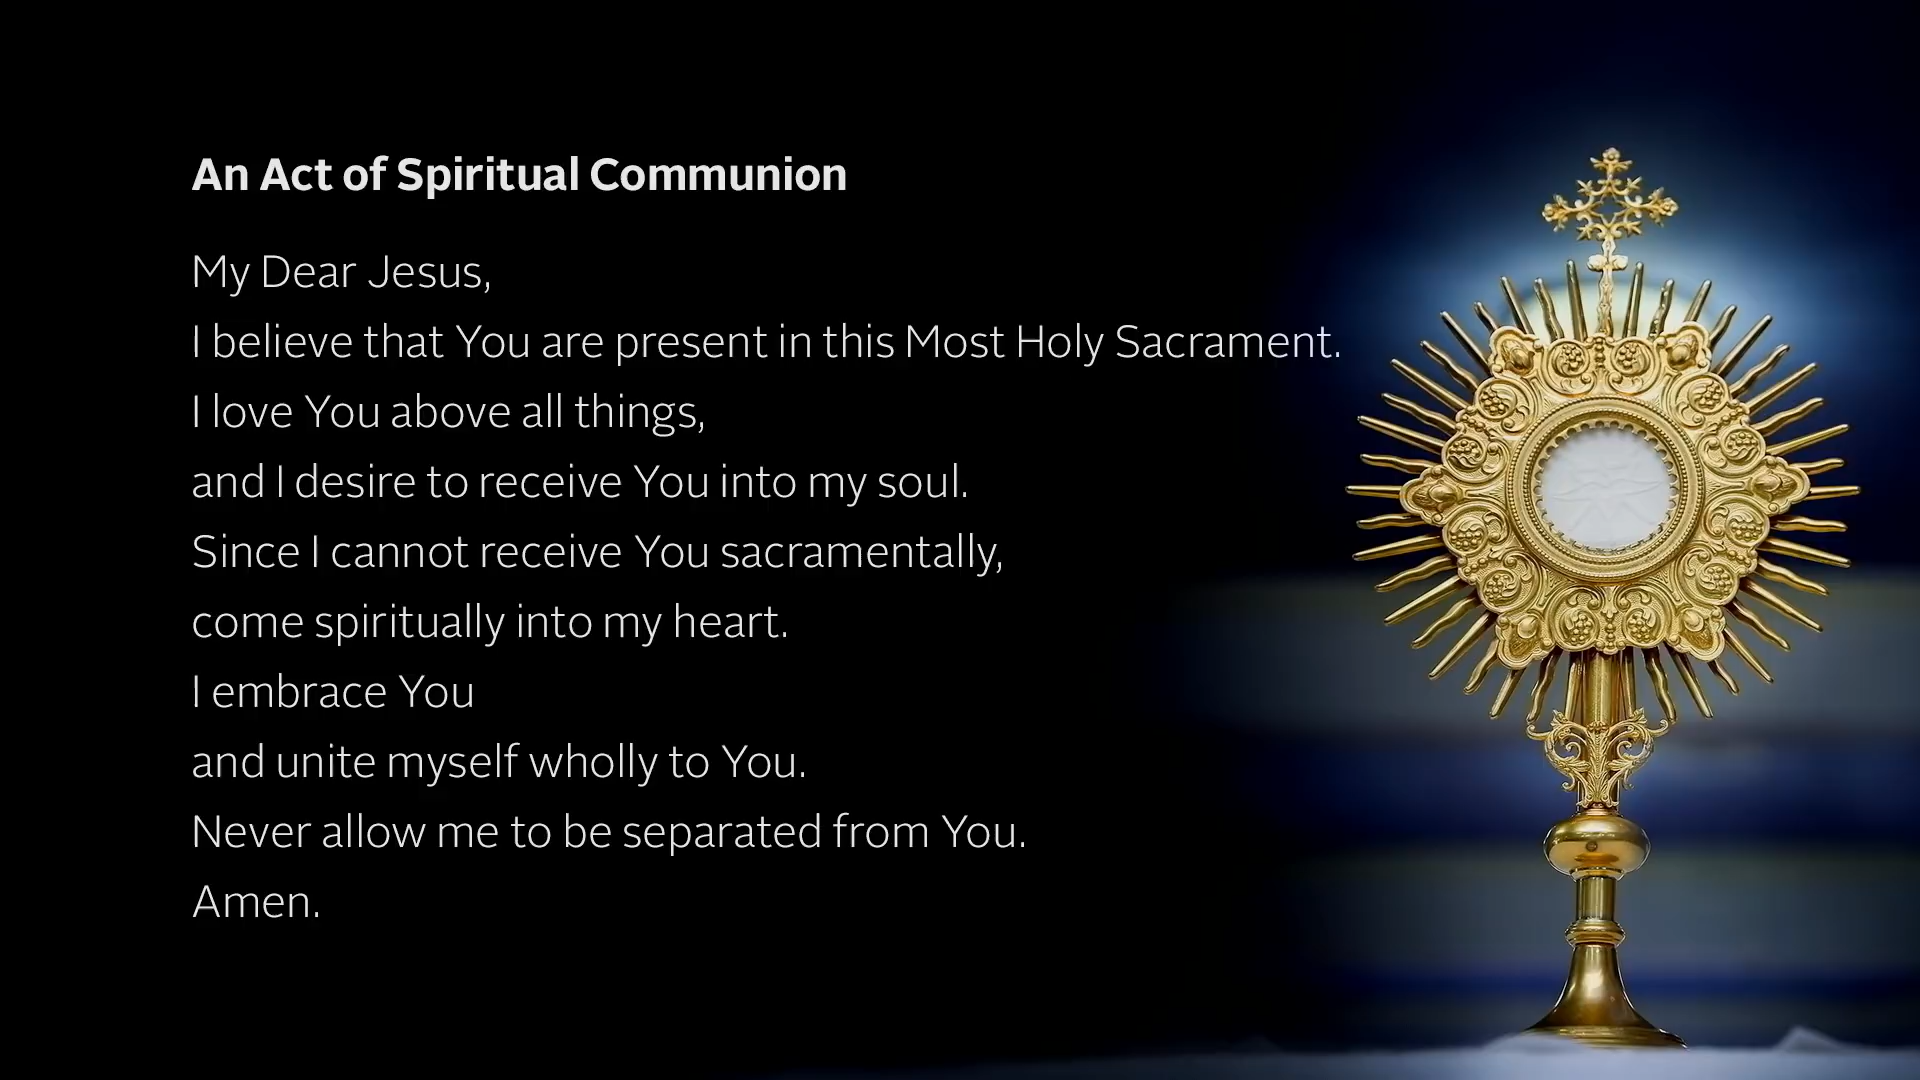 An Act of Spiritual Communion
My Dear Jesus,
I believe that You are present in this Most Holy Sacrament.
I love You above all things,
and I desire to receive You into my soul.
Since I cannot receive You sacramentally,
come spiritually into my heart.
I embrace You
and unite myself wholly to You.
Never allow me to be separated from You.
Amen.